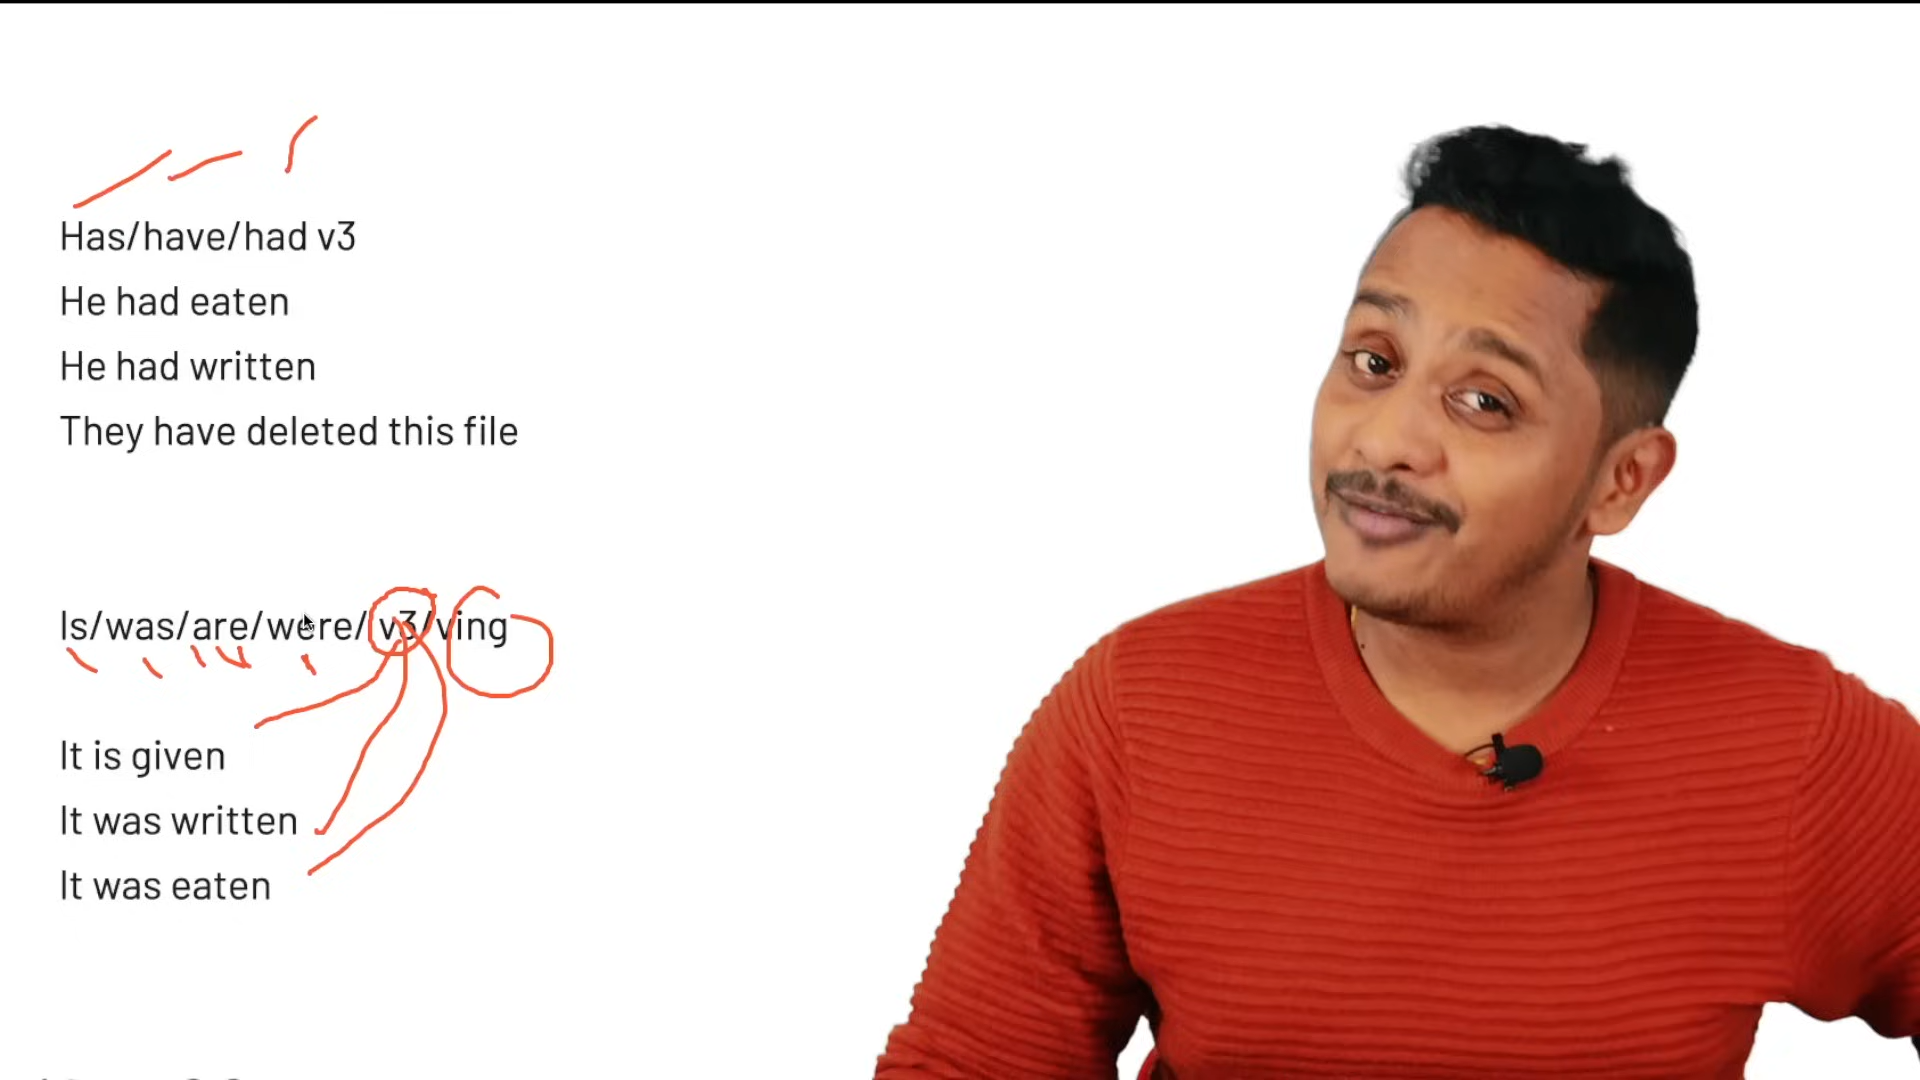 Has/have/had v3
He had eaten
He had written
They have deleted this file
Is/was/are/were/ v3/ving
It is given
It was written
It was eaten